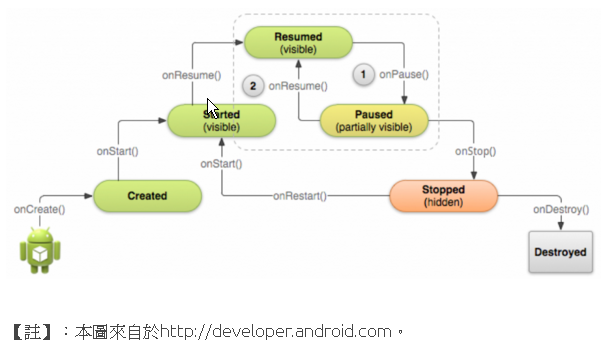 Resumed
(visible)
onResume()
onPause()
1
2
onResume()
Started
(visible)
Paused
(partially visible)
onStart()
onStart()
onStop()
Created
onRestart()
Stopped
(hidden)
onCreate()
onDestroy()
Destroyed
【註】：本圖來自於http://developer.android.com。